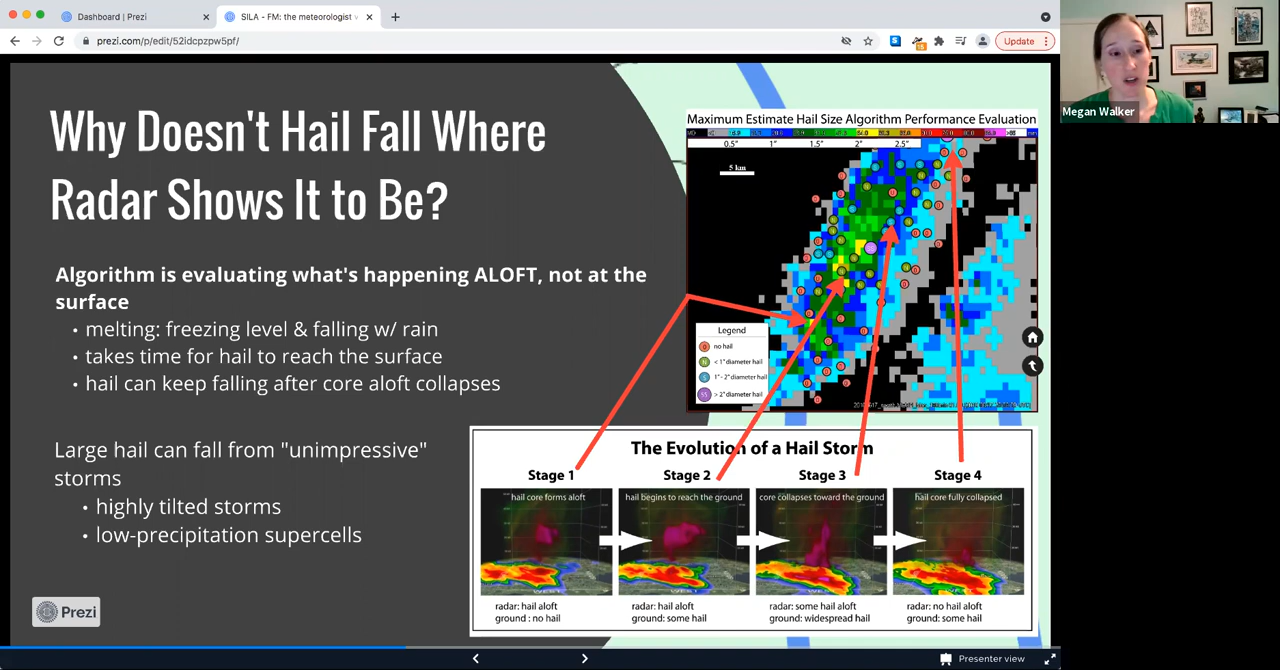 Dashboard | Prezi
SILA - FM: the meteorologist v
prezi.com/p/edit/52idcpzpw5pf/
15
Update
Megan Walker
Why Doesn't Hail Fall Where
Radar Shows It to Be?
Algorithm is evaluating what's happening ALOFT, not at the
surface
• melting: freezing level & falling w/ rain
• takes time for hail to reach the surface
• hail can keep falling after core aloft collapses
Large hail can fall from "unimpressive"
storms
• highly tilted storms
• low-precipitation supercells
Prezi
Maximum Estimate Hail Size Algorithm Performance Evaluation
0.5" 1" 1.5" 2" 2.5"
5 km
Legend
no hail
< 1" diameter hail
1" - 2" diameter hail
> 2" diameter hail
The Evolution of a Hail Storm
Stage 1 Stage 2 Stage 3 Stage 4
hail core forms aloft hail begins to reach the ground core collapses toward the ground hail core fully collapsed
radar: hail aloft radar: hail aloft radar: some hail aloft radar: no hail aloft
ground : no hail ground: some hail ground: widespread hail ground: some hail
Presenter view